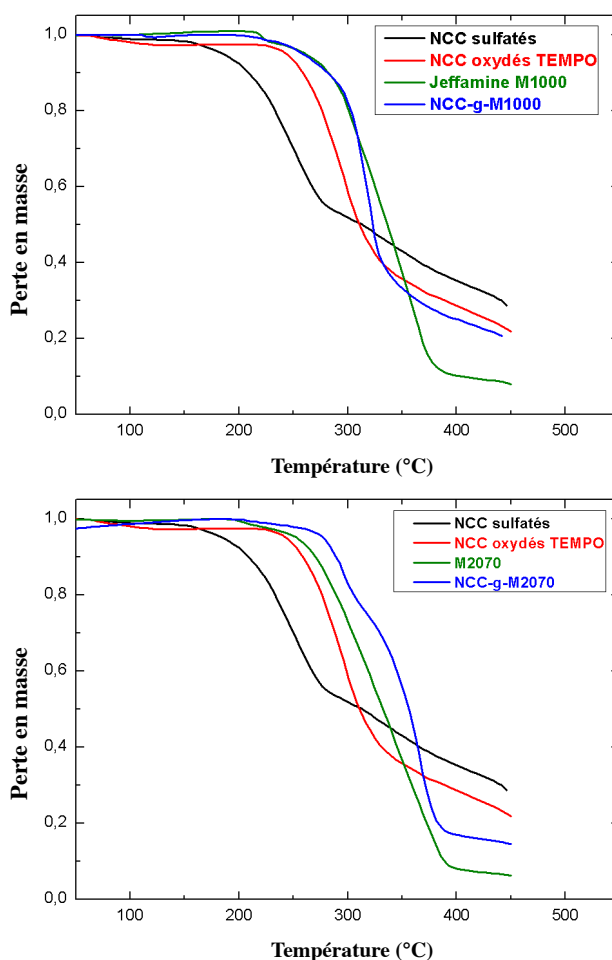 1,0
0,8
0,6
0,4
0,2
0,0
Perte en masse
NCC sulfatés
NCC oxydés TEMPO
Jeffamine M1000
NCC-g-M1000
100 200 300 400 500
Température (°C)
1,0
0,8
0,6
0,4
0,2
0,0
Perte en masse
NCC sulfatés
NCC oxydés TEMPO
M2070
NCC-g-M2070
100 200 300 400 500
Température (°C)